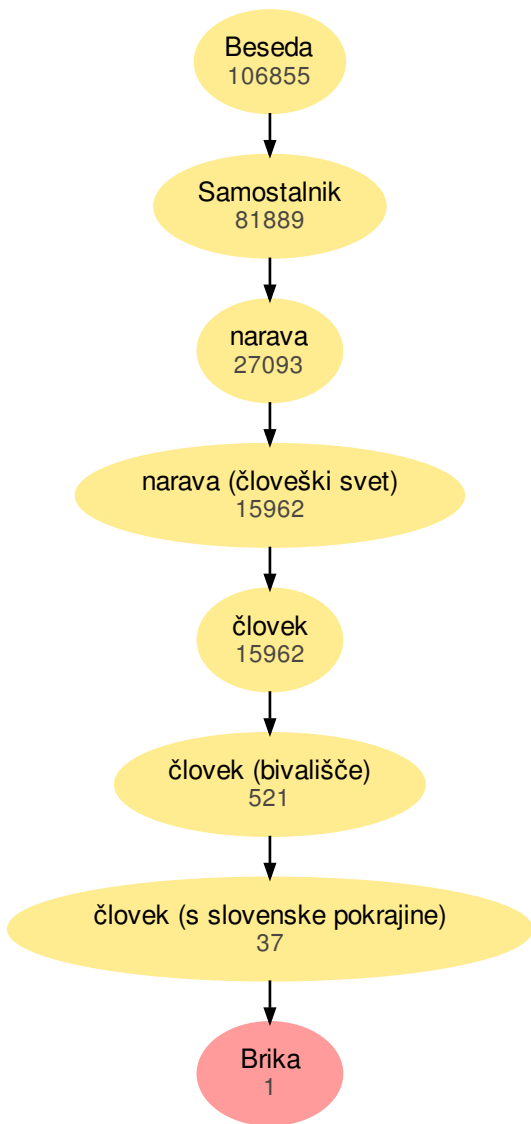 Beseda
106855
Samostalnik
81889
narava
27093
narava (človeški svet)
15962
človek
15962
človek (bivališče)
521
človek (s slovenske pokrajine)
37
Brika
1